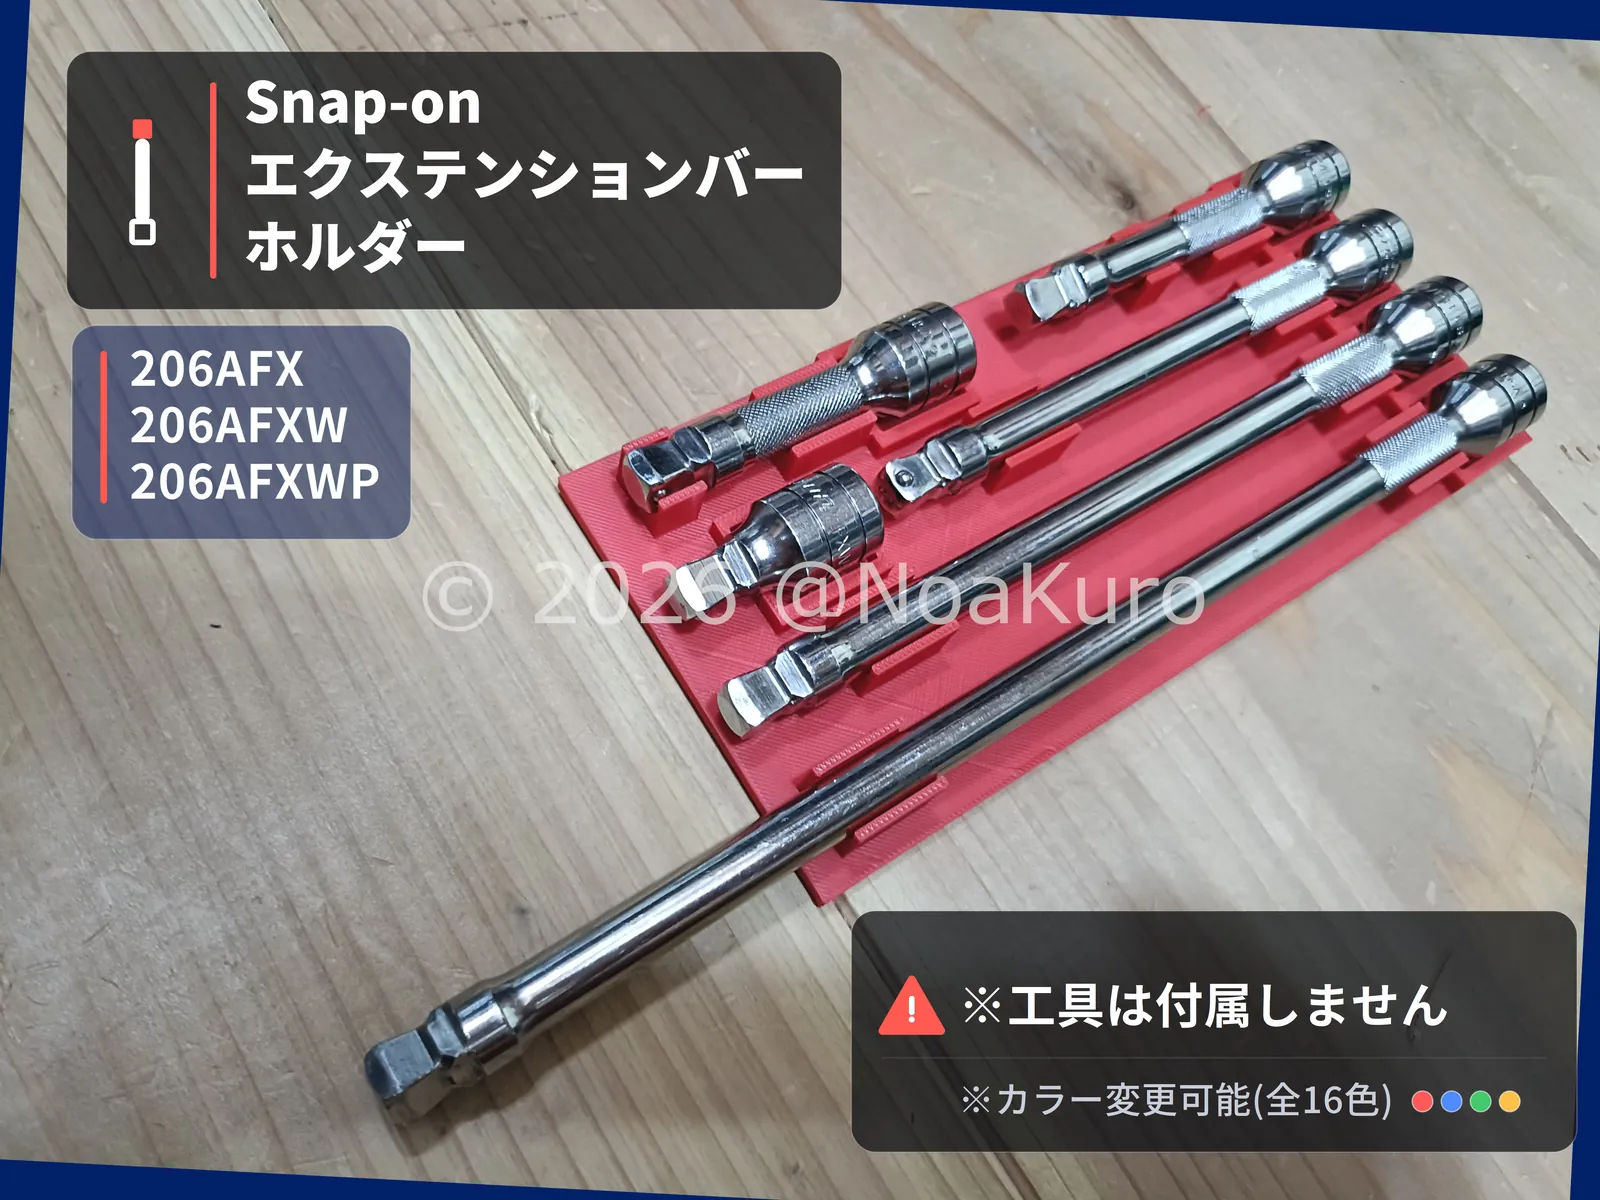 Snap-on
エクステンションバー
ホルダー
206AFX
206AFXW
206AFXWP
© 2026 @NoaKuro
※工具は付属しません
※カラー変更可能(全16色)